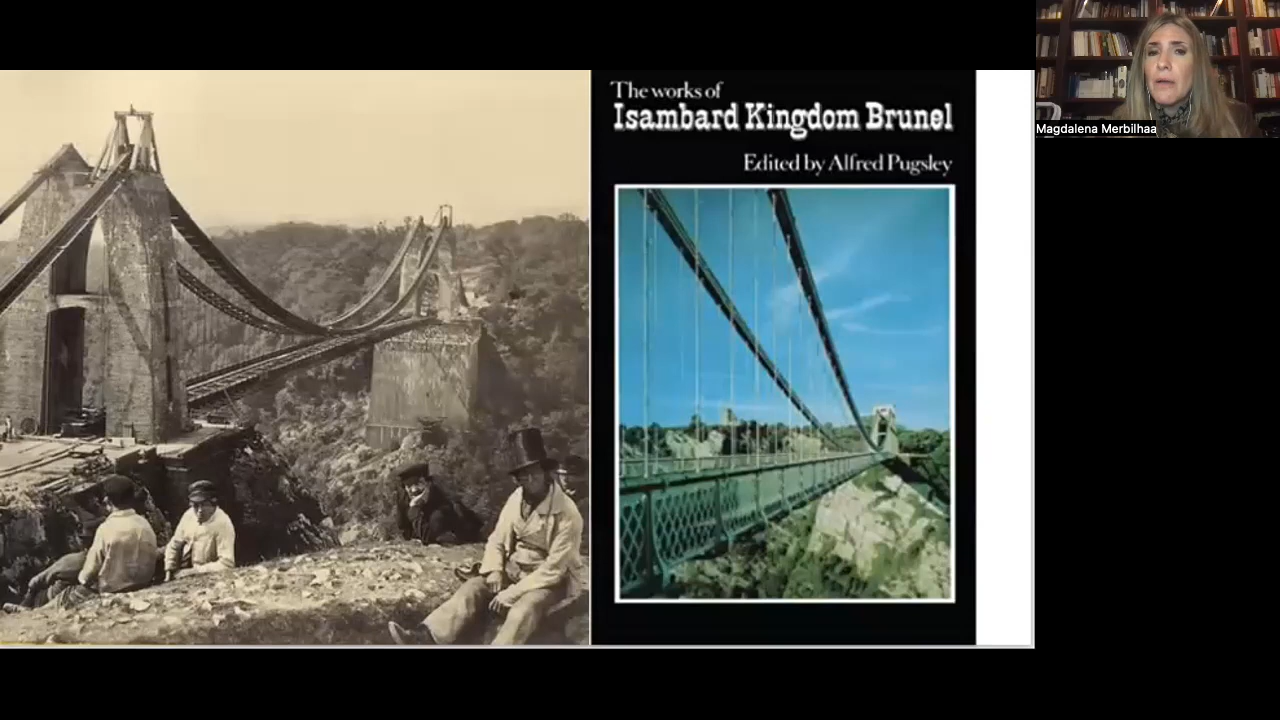 The works of
Isambard Kingdom Brunel
Edited by Alfred Pugsley
Magdalena Merbilhaa